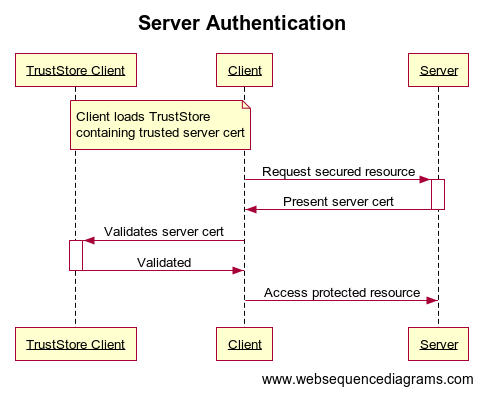 Server Authentication
TrustStore Client
Client
Server
Client loads TrustStore
containing trusted server cert
Request secured resource
Present server cert
Validates server cert
Validated
Access protected resource
TrustStore Client
Client
Server
www.websequencediagrams.com